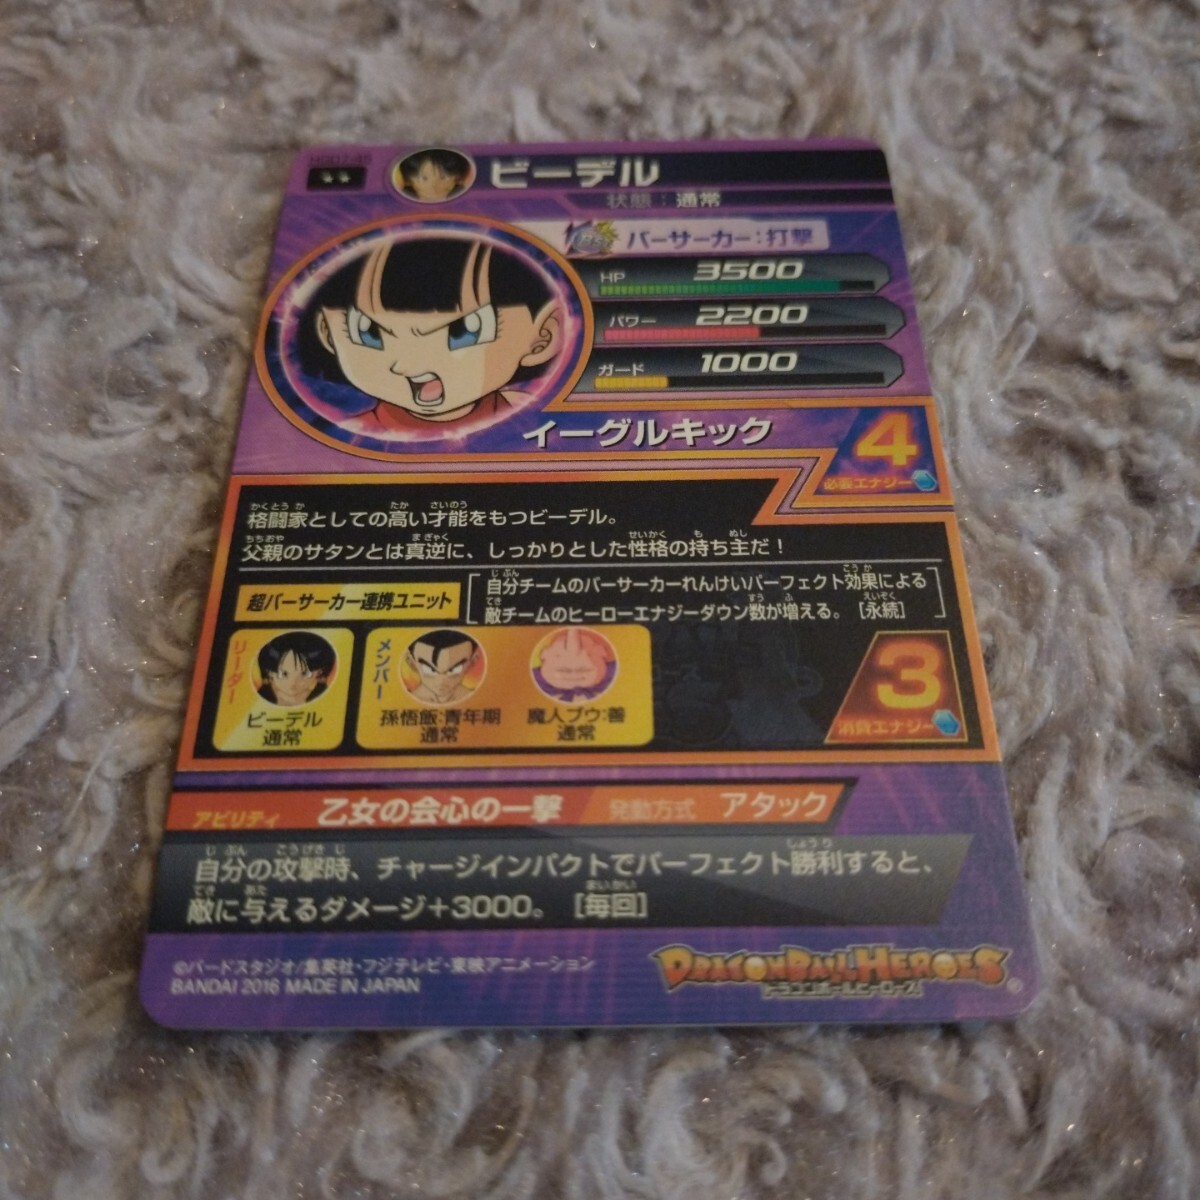 ビーデル
状態：通常
バーサーカー：打撃
HP 3500
パワー 2200
ガード 1000
イーグルキック
4
必要エナジー
格闘家としての高い才能をもつビーデル。
父親のサタンとは真逆に、しっかりとした性格の持ち主だ！
超バーサーカー連携ユニット
自分チームのバーサーカーれんけいパーフェクト効果による
敵チームのヒーローエナジーダウン数が増える。［永続］
リーダー
ビーデル
通常
メンバー
孫悟飯：青年期
通常
魔人ブウ：善
通常
3
消費エナジー
アビリティ 乙女の会心の一撃 発動方式 アタック
自分の攻撃時、チャージインパクトでパーフェクト勝利すると、
敵に与えるダメージ+3000。［毎回］
©バードスタジオ/集英社・フジテレビ・東映アニメーション
BANDAI 2016 MADE IN JAPAN
DRAGONBALL HEROES
ドラゴンボールヒーローズ